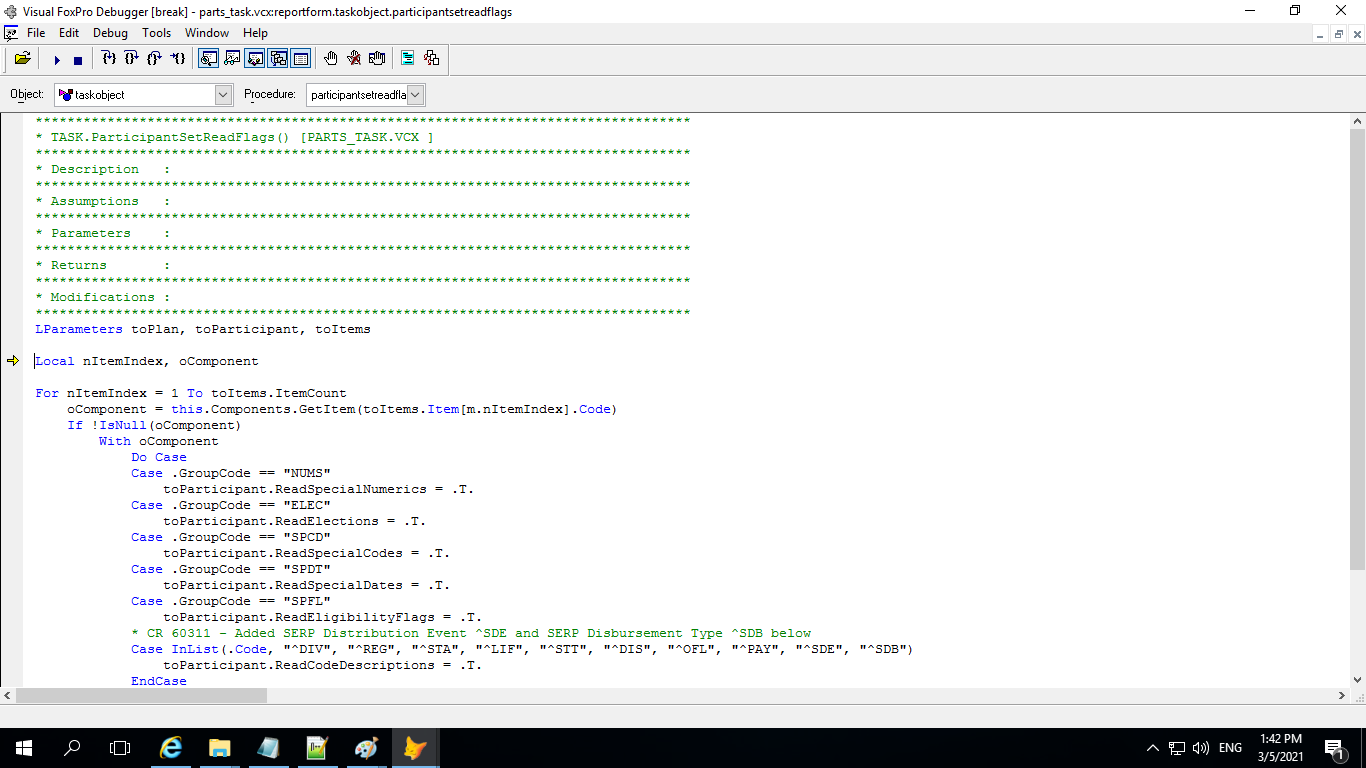 Visual FoxPro Debugger [break] - parts_task.vcx:reportform.taskobject.participantsetreadflags
File Edit Debug Tools Window Help
Object: taskobject Procedure: participantsetreadfla
**********************************************************************************
* TASK.ParticipantSetReadFlags() [PARTS_TASK.VCX ]
**********************************************************************************
* Description   :
**********************************************************************************
* Assumptions   :
**********************************************************************************
* Parameters    :
**********************************************************************************
* Returns       :
**********************************************************************************
* Modifications :
**********************************************************************************
LParameters toPlan, toParticipant, toItems
Local nItemIndex, oComponent
For nItemIndex = 1 To toItems.ItemCount
    oComponent = this.Components.GetItem(toItems.Item[m.nItemIndex].Code)
    If !IsNull(oComponent)
        With oComponent
            Do Case
            Case .GroupCode == "NUMS"
                toParticipant.ReadSpecialNumerics = .T.
            Case .GroupCode == "ELEC"
                toParticipant.ReadElections = .T.
            Case .GroupCode == "SPCD"
                toParticipant.ReadSpecialCodes = .T.
            Case .GroupCode == "SPDT"
                toParticipant.ReadSpecialDates = .T.
            Case .GroupCode == "SPFL"
                toParticipant.ReadEligibilityFlags = .T.
            * CR 60311 - Added SERP Distribution Event ^SDE and SERP Disbursement Type ^SDB below
            Case InList(.Code, "^DIV", "^REG", "^STA", "^LIF", "^STT", "^DIS", "^OFL", "^PAY", "^SDE", "^SDB")
                toParticipant.ReadCodeDescriptions = .T.
            EndCase
ENG
1:42 PM
3/5/2021
1